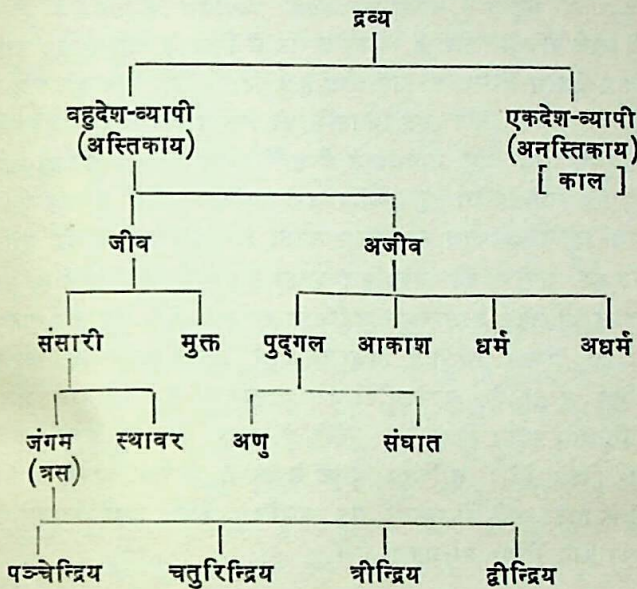 द्रव्य
वहुदेश-व्यापी एकदेश-व्यापी
(अस्तिकाय) (अनस्तिकाय)
[ काल ]
जीव अजीव
संसारी मुक्त पुद्गल आकाश धर्म अधर्म
जंगम स्थावर अणु संघात
(त्रस)
पञ्चेन्द्रिय चतुरिन्द्रिय त्रीन्द्रिय द्वीन्द्रिय